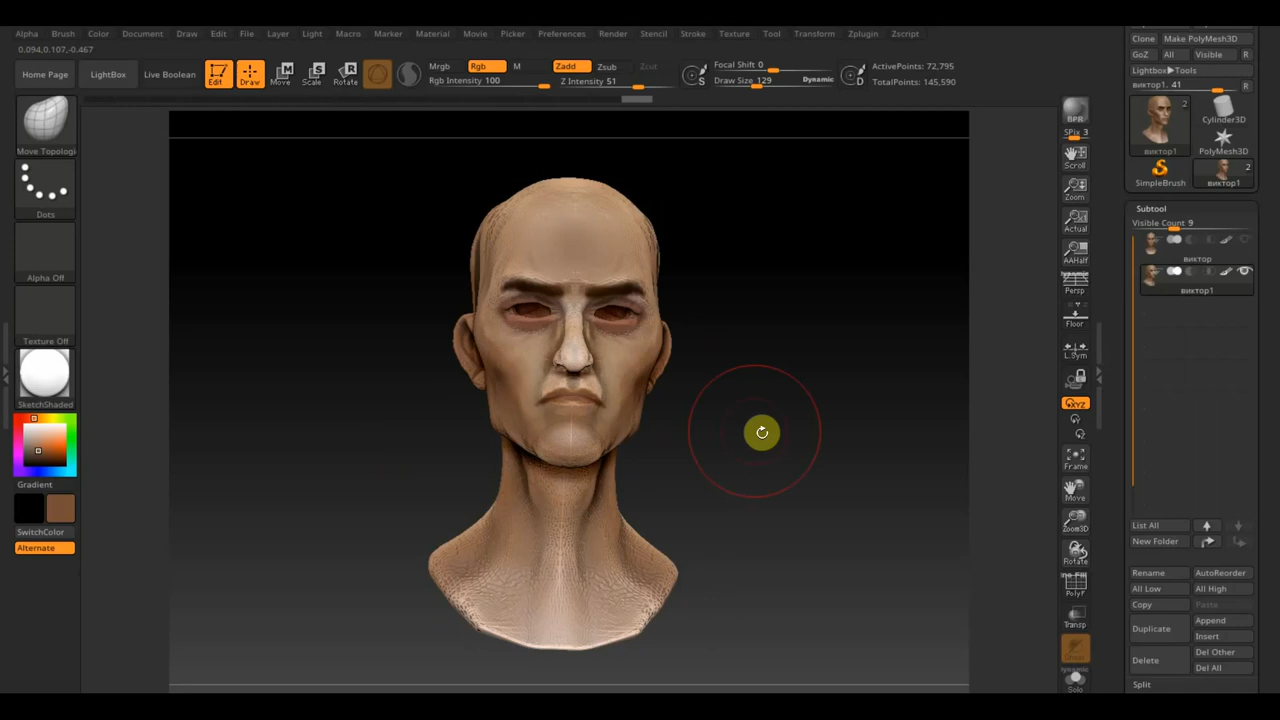 Alpha Brush Color Document Draw Edit File Layer Light Macro Marker Material Movie Picker Preferences Render Stencil Stroke Texture Tool Transform Zplugin Zscript
0.094,0.107,-0.467
Home Page
LightBox
Live Boolean
Edit
Draw
Move
Scale
Rotate
Mrgb Rgb M
Rgb Intensity 100
Zadd Zsub Zcut
Z Intensity 51
S
Focal Shift 0
Draw Size 129 Dynamic
D
ActivePoints: 72,795
TotalPoints: 145,590
Move Topologi
Dots
Alpha Off
Texture Off
SketchShaded
Gradient
SwitchColor
Alternate
BPR
SPix 3
Scroll
Zoom
Actual
AAHalf
Persp
Floor
L.Sym
XYZ
Y
Z
Frame
Move
Zoom3D
Rotate
PolyF
Transp
Solo
Clone Make PolyMesh3D
GoZ All Visible R
Lightbox▶Tools
виктор1. 41 R
2
виктор1
Cylinder3D
PolyMesh3D
SimpleBrush
2
виктор1
Subtool
Visible Count 9
виктор
виктор1
List All
New Folder
Rename AutoReorder
All Low All High
Copy Paste
Duplicate Append
Insert
Delete Del Other
Del All
Split